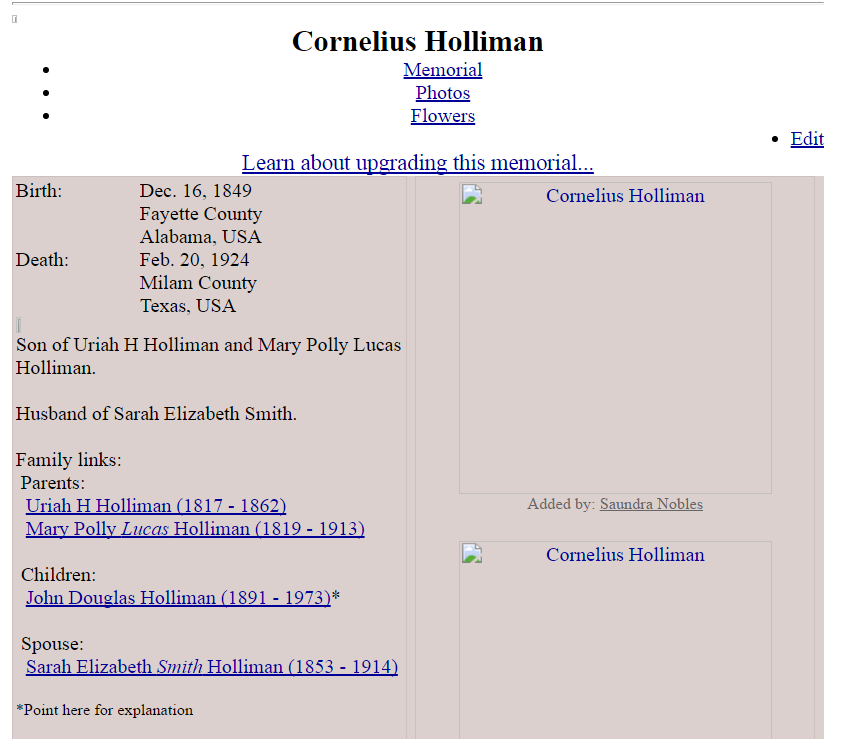 Cornelius Holliman
Memorial
Photos
Flowers
Edit
Learn about upgrading this memorial...
Birth: Dec. 16, 1849
Fayette County
Alabama, USA
Death: Feb. 20, 1924
Milam County
Texas, USA
Son of Uriah H Holliman and Mary Polly Lucas
Holliman.
Husband of Sarah Elizabeth Smith.
Family links:
Parents:
Uriah H Holliman (1817 - 1862)
Mary Polly Lucas Holliman (1819 - 1913)
Children:
John Douglas Holliman (1891 - 1973)*
Spouse:
Sarah Elizabeth Smith Holliman (1853 - 1914)
*Point here for explanation
Cornelius Holliman
Added by: Saundra Nobles
Cornelius Holliman